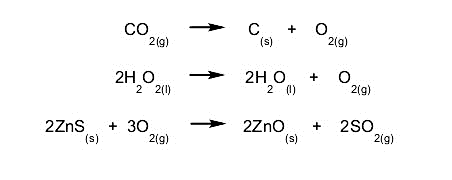 CO2(g) → C(s) + O2(g)
2H2O2(l) → 2H2O(l) + O2(g)
2ZnS(s) + 3O2(g) → 2ZnO(s) + 2SO2(g)